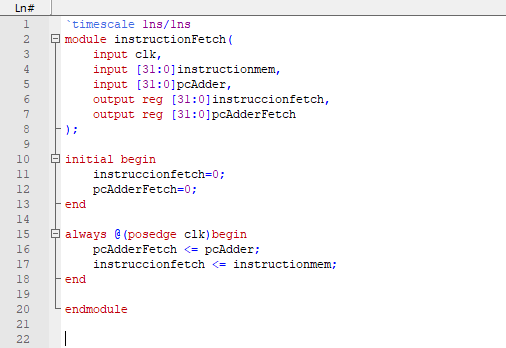 Ln#
1 `timescale 1ns/1ns
2 module instructionFetch(
3 input clk,
4 input [31:0]instructionmem,
5 input [31:0]pcAdder,
6 output reg [31:0]instruccionfetch,
7 output reg [31:0]pcAdderFetch
8 );
9
10 initial begin
11 instruccionfetch=0;
12 pcAdderFetch=0;
13 end
14
15 always @(posedge clk)begin
16 pcAdderFetch <= pcAdder;
17 instruccionfetch <= instructionmem;
18 end
19
20 endmodule
21
22